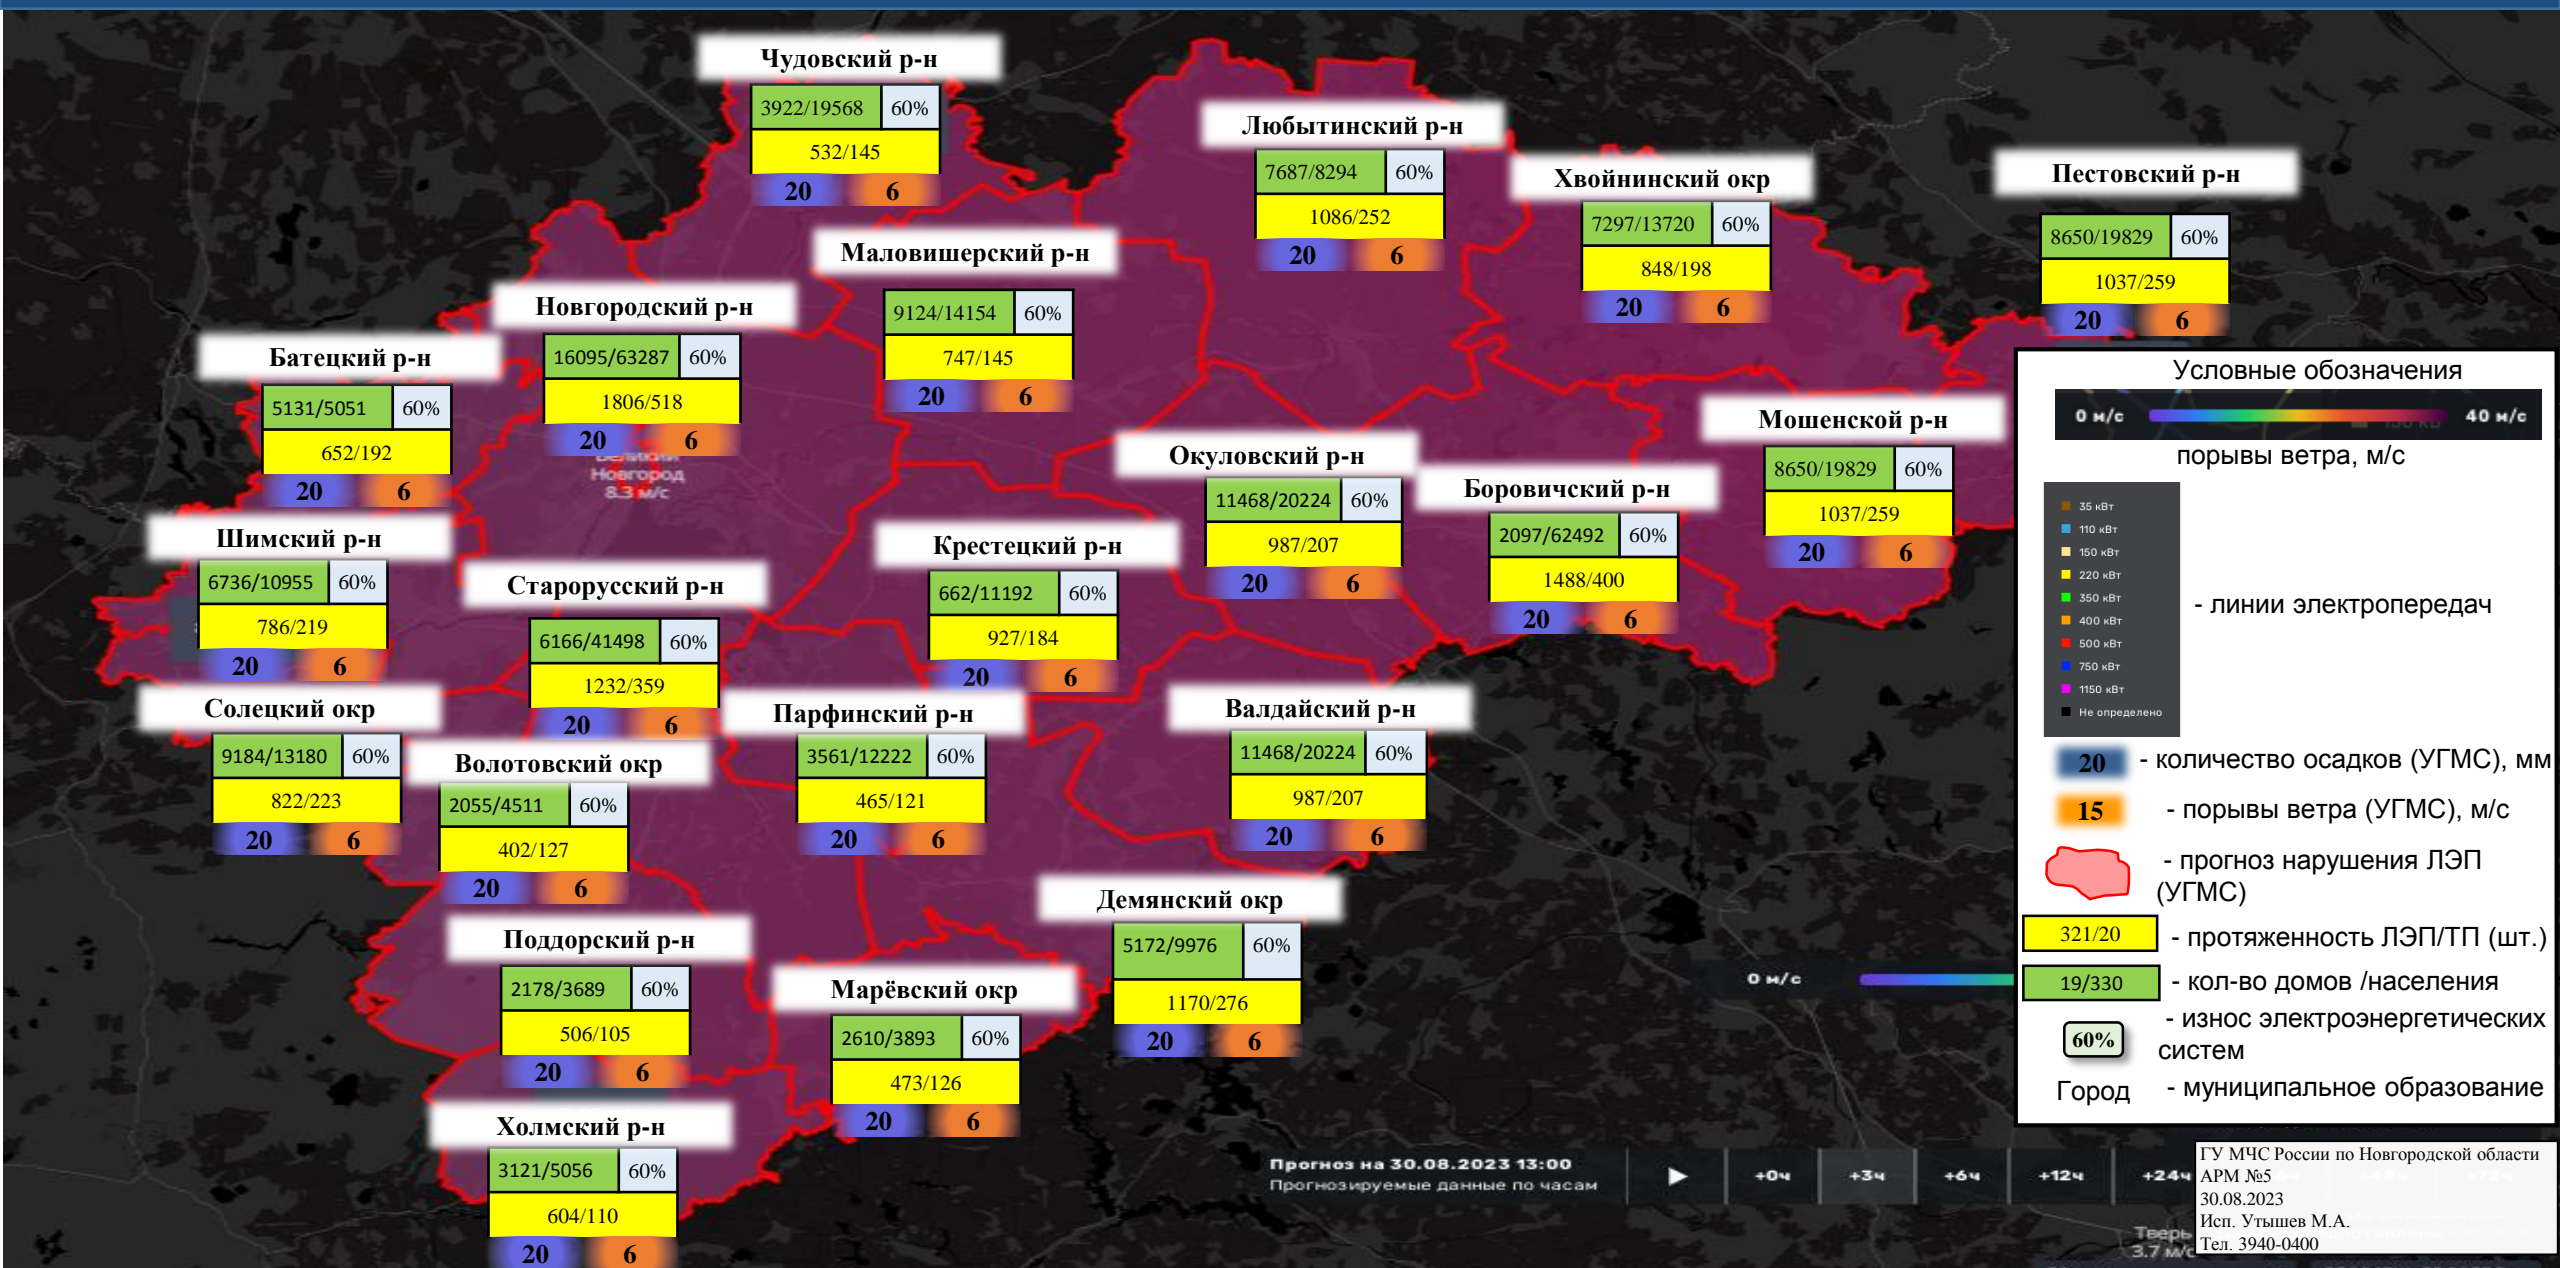 Чудовский р-н
3922/19568 60%
532/145
20 6
Любытинский р-н
7687/8294 60%
1086/252
20 6
Хвойнинский окр
7297/13720 60%
848/198
20 6
Пестовский р-н
8650/19829 60%
1037/259
20 6
Маловишерский р-н
9124/14154 60%
747/145
20 6
Новгородский р-н
16095/63287 60%
1806/518
20 6
Великий
Новгород
8.3 м/с
Батецкий р-н
5131/5051 60%
652/192
20 6
Мошенской р-н
8650/19829 60%
1037/259
20 6
Окуловский р-н
11468/20224 60%
987/207
20 6
Боровичский р-н
2097/62492 60%
1488/400
20 6
Шимский р-н
6736/10955 60%
786/219
20 6
Крестецкий р-н
662/11192 60%
927/184
20 6
Старорусский р-н
6166/41498 60%
1232/359
20 6
Солецкий окр
9184/13180 60%
822/223
20 6
Парфинский р-н
3561/12222 60%
465/121
20 6
Валдайский р-н
11468/20224 60%
987/207
20 6
Волотовский окр
2055/4511 60%
402/127
20 6
Демянский окр
5172/9976 60%
1170/276
20 6
Поддорский р-н
2178/3689 60%
506/105
20 6
Марёвский окр
2610/3893 60%
473/126
20 6
Холмский р-н
3121/5056 60%
604/110
20 6
Условные обозначения
0 м/с 40 м/с
порывы ветра, м/с
35 кВт
110 кВт
150 кВт
220 кВт
350 кВт
400 кВт
500 кВт
750 кВт
1150 кВт
Не определено
- линии электропередач
20 - количество осадков (УГМС), мм
15 - порывы ветра (УГМС), м/с
- прогноз нарушения ЛЭП
(УГМС)
321/20 - протяженность ЛЭП/ТП (шт.)
19/330 - кол-во домов /населения
- износ электроэнергетических
60% систем
Город - муниципальное образование
0 м/с
Прогноз на 30.08.2023 13:00
Прогнозируемые данные по часам
+0ч +3ч +6ч +12ч +24ч
Тверь
3.7 м/с
ГУ МЧС России по Новгородской области
АРМ №5
30.08.2023
Исп. Утышев М.А.
Тел. 3940-0400